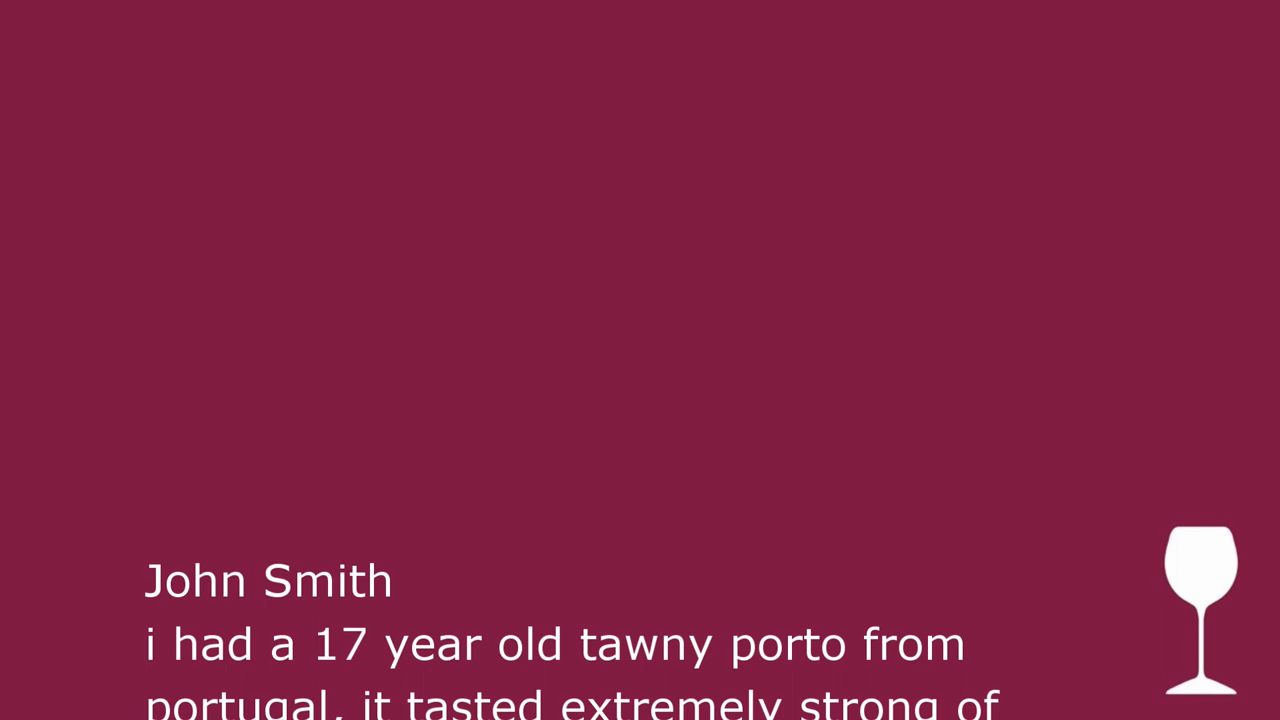 John Smith
i had a 17 year old tawny porto from
portugal, it tasted extremely strong of